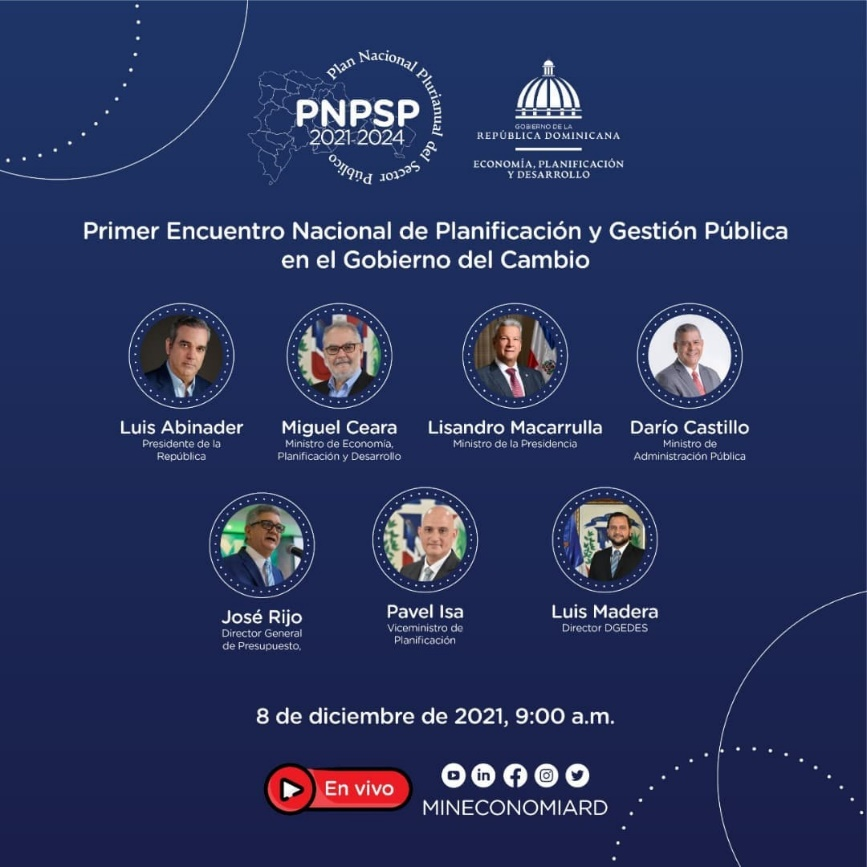 Plan Nacional Plurianual del Sector Público
PNPSP
2021-2024
GOBIERNO DE LA
REPÚBLICA DOMINICANA
ECONOMÍA, PLANIFICACIÓN
Y DESARROLLO
Primer Encuentro Nacional de Planificación y Gestión Pública
en el Gobierno del Cambio
Luis Abinader
Presidente de la
República
Miguel Ceara
Ministro de Economía,
Planificación y Desarrollo
Lisandro Macarrulla
Ministro de la Presidencia
Darío Castillo
Ministro de
Administración Pública
José Rijo
Director General
de Presupuesto,
Pavel Isa
Viceministro de
Planificación
Luis Madera
Director DGEDES
8 de diciembre de 2021, 9:00 a.m.
En vivo
MINECONOMIARD